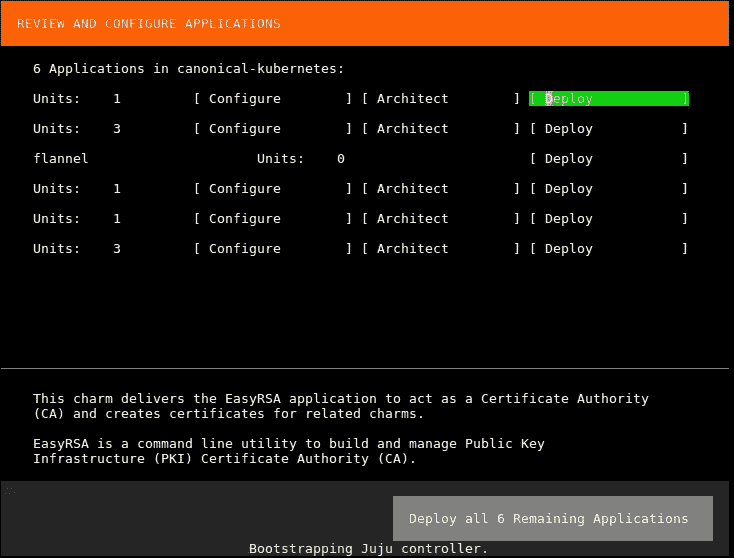 REVIEW AND CONFIGURE APPLICATIONS
6 Applications in canonical-kubernetes:
Units: 1 [ Configure ] [ Architect ] [ Deploy ]
Units: 3 [ Configure ] [ Architect ] [ Deploy ]
flannel Units: 0 [ Deploy ]
Units: 1 [ Configure ] [ Architect ] [ Deploy ]
Units: 1 [ Configure ] [ Architect ] [ Deploy ]
Units: 3 [ Configure ] [ Architect ] [ Deploy ]
This charm delivers the EasyRSA application to act as a Certificate Authority
(CA) and creates certificates for related charms.
EasyRSA is a command line utility to build and manage Public Key
Infrastructure (PKI) Certificate Authority (CA).
Deploy all 6 Remaining Applications
Bootstrapping Juju controller.